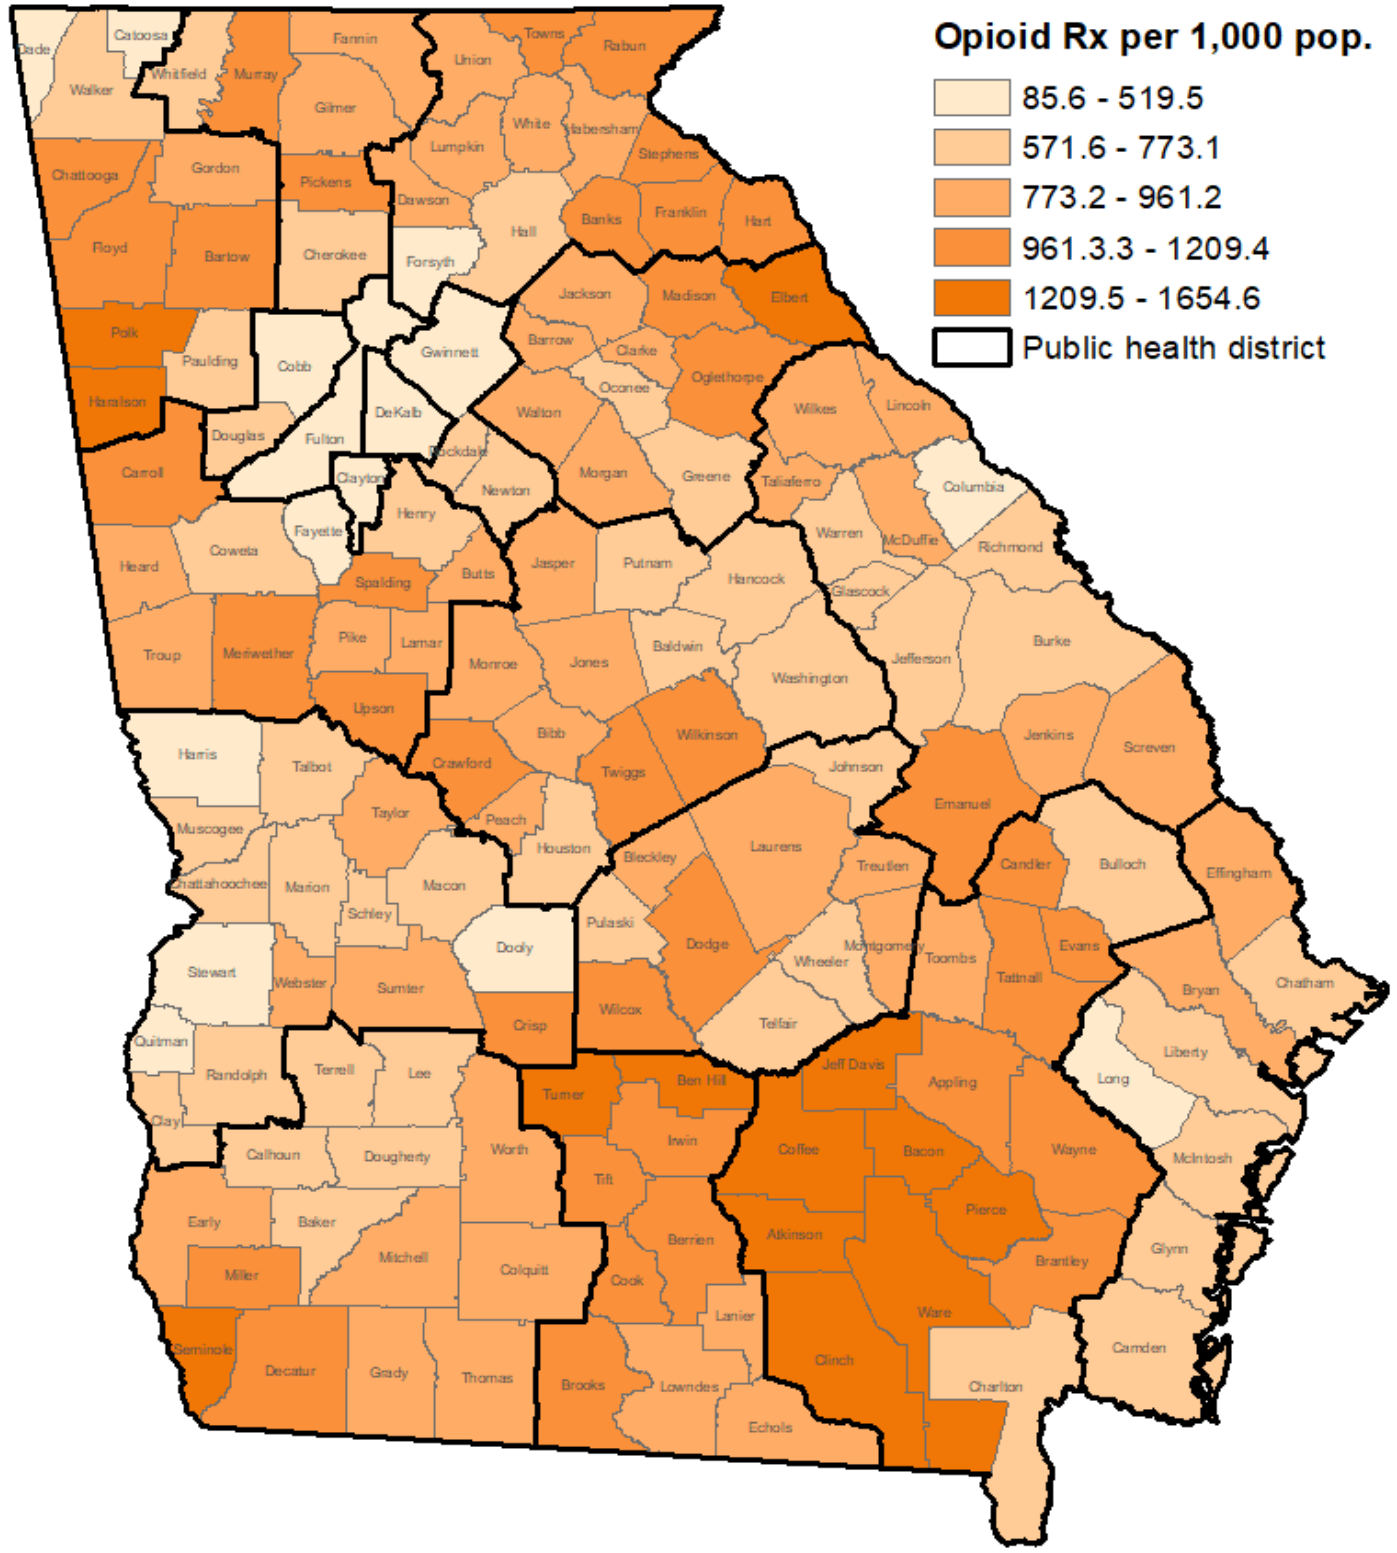 Opioid Rx per 1,000 pop.
85.6 - 519.5
571.6 - 773.1
773.2 - 961.2
961.3.3 - 1209.4
1209.5 - 1654.6
Public health district
Dade
Catoosa
Whitfield
Murray
Fannin
Union
Towns
Rabun
Walker
Gilmer
White
Habersham
Lumpkin
Stephens
Chattooga
Gordon
Pickens
Dawson
Banks
Franklin
Hart
Floyd
Bartow
Cherokee
Forsyth
Hall
Jackson
Madison
Elbert
Polk
Paulding
Cobb
Gwinnett
Barrow
Clarke
Oconee
Oglethorpe
Haralson
Douglas
Fulton
DeKalb
Walton
Wilkes
Lincoln
Carroll
Clayton
Rockdale
Newton
Morgan
Greene
Taliaferro
Columbia
Fayette
Henry
Coweta
Warren
McDuffie
Richmond
Heard
Spalding
Butts
Jasper
Putnam
Hancock
Glascock
Troup
Meriwether
Pike
Lamar
Monroe
Jones
Baldwin
Washington
Jefferson
Burke
Upson
Crawford
Bibb
Twiggs
Wilkinson
Johnson
Jenkins
Screven
Harris
Talbot
Taylor
Peach
Houston
Emanuel
Muscogee
Chattahoochee
Marion
Schley
Macon
Bleckley
Laurens
Treutlen
Candler
Bulloch
Effingham
Stewart
Webster
Sumter
Dooly
Pulaski
Dodge
Wheeler
Montgomery
Toombs
Tattnall
Evans
Bryan
Chatham
Quitman
Randolph
Crisp
Wilcox
Telfair
Liberty
Long
Clay
Terrell
Lee
Turner
Ben Hill
Jeff Davis
Appling
Wayne
McIntosh
Calhoun
Dougherty
Worth
Irwin
Tift
Coffee
Bacon
Pierce
Early
Baker
Mitchell
Berrien
Atkinson
Brantley
Glynn
Miller
Colquitt
Cook
Lanier
Ware
Seminole
Decatur
Grady
Thomas
Brooks
Lowndes
Echols
Clinch
Charlton
Camden